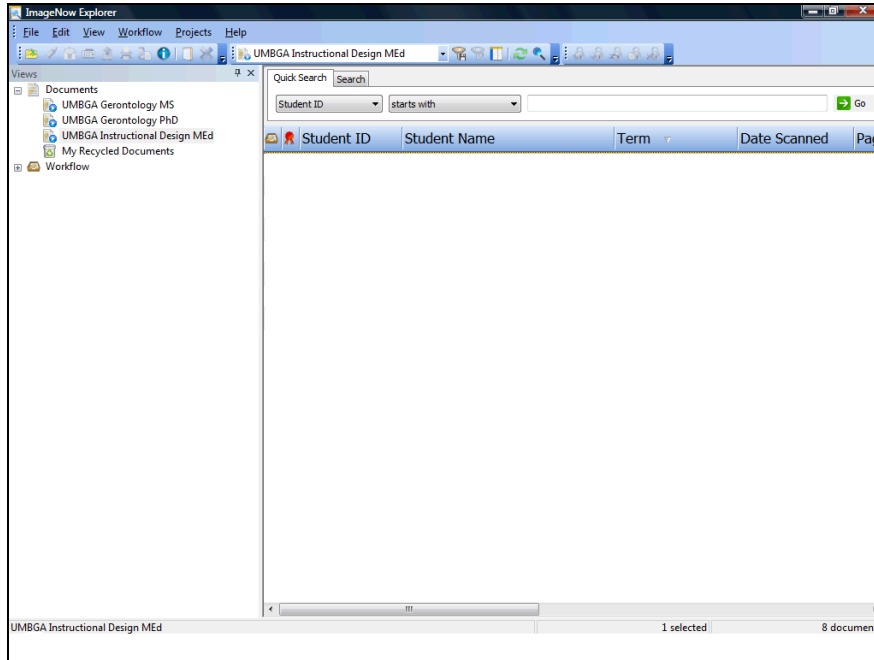 ImageNow Explorer
File Edit View Workflow Projects Help
UMBGA Instructional Design MEd
Views
Documents
UMBGA Gerontology MS
UMBGA Gerontology PhD
UMBGA Instructional Design MEd
My Recycled Documents
Workflow
Quick Search Search
Student ID starts with Go
Student ID Student Name Term Date Scanned Pag
UMBGA Instructional Design MEd 1 selected 8 documen